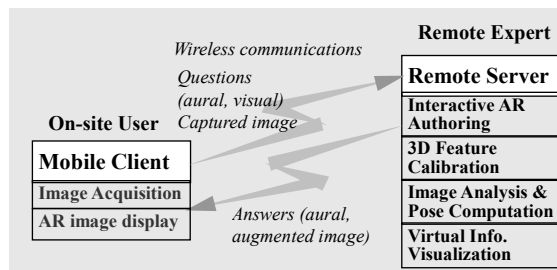 Remote Expert
Wireless communications
Questions
(aural, visual)
Captured image
Remote Server
Interactive AR
Authoring
3D Feature
Calibration
Image Analysis &
Pose Computation
Virtual Info.
Visualization
On-site User
Mobile Client
Image Acquisition
AR image display
Answers (aural,
augmented image)